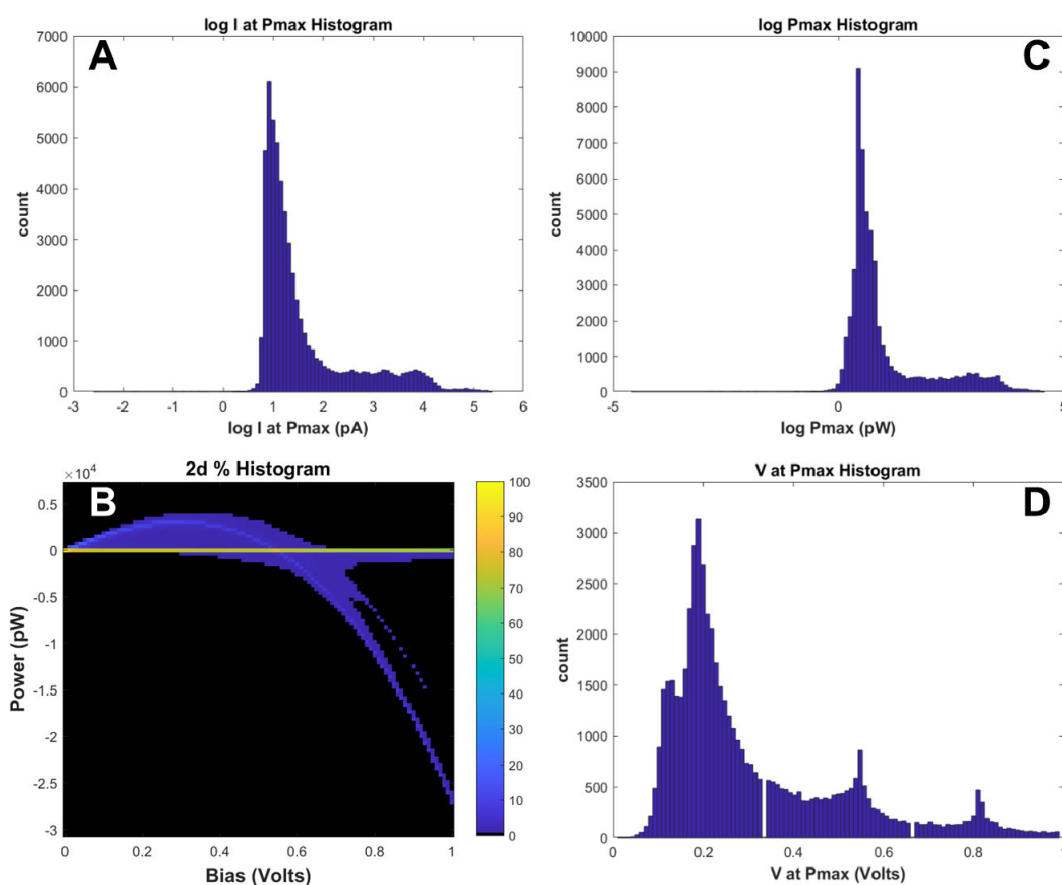 log I at Pmax Histogram
A
7000
6000
5000
4000
3000
2000
1000
0
count
-3 -2 -1 0 1 2 3 4 5 6
log I at Pmax (pA)
log Pmax Histogram
C
10000
9000
8000
7000
6000
5000
4000
3000
2000
1000
0
count
-5 0 5
log Pmax (pW)
2d % Histogram
×10⁴
B
0.5
0
-0.5
-1
-1.5
-2
-2.5
-3
Power (pW)
0 0.2 0.4 0.6 0.8 1
Bias (Volts)
100
90
80
70
60
50
40
30
20
10
0
V at Pmax Histogram
D
3500
3000
2500
2000
1500
1000
500
0
count
0 0.2 0.4 0.6 0.8 1
V at Pmax (Volts)